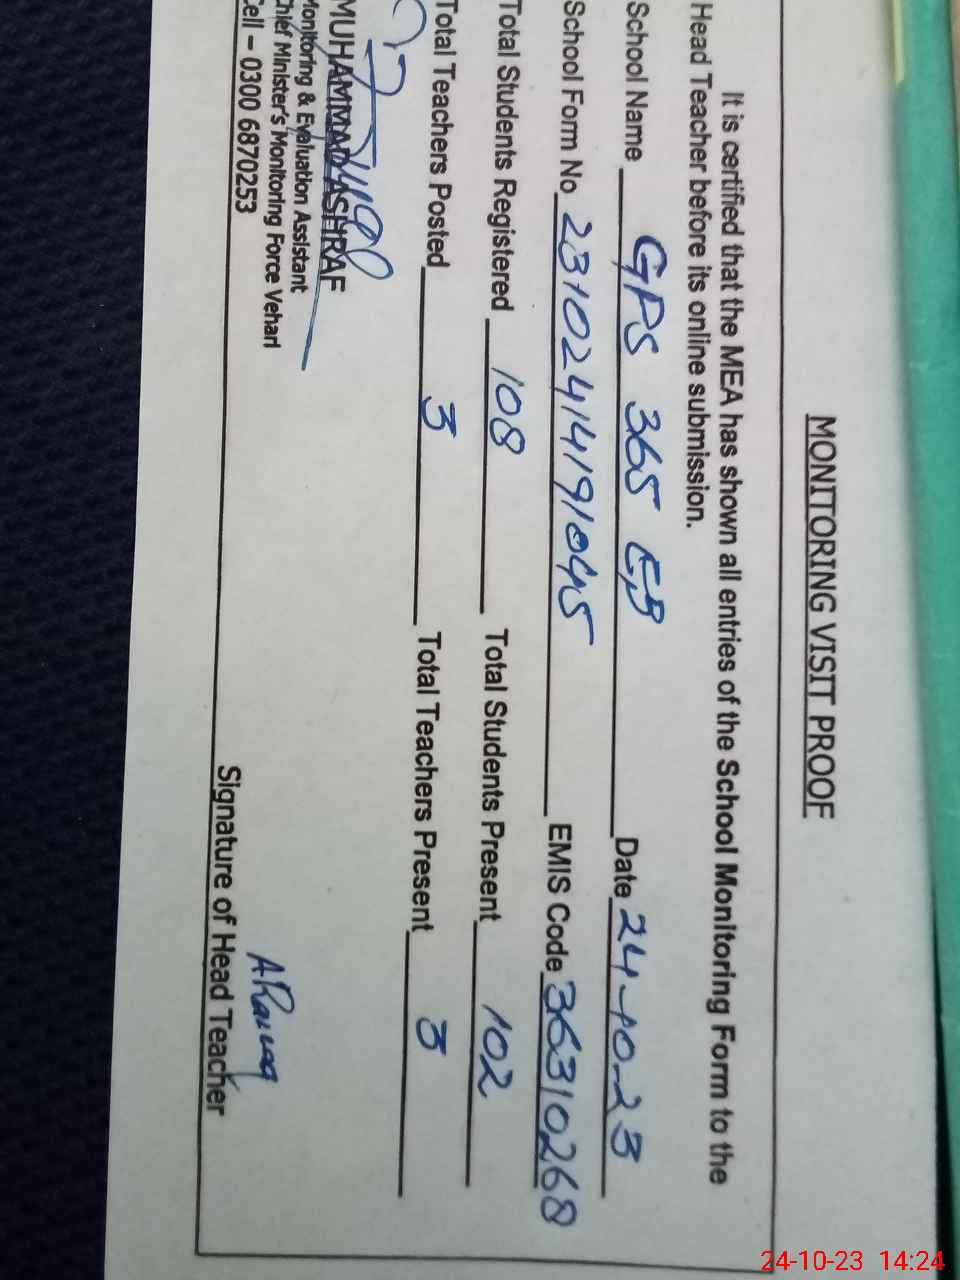 MONITORING VISIT PROOF
It is certified that the MEA has shown all entries of the School Monitoring Form to the
Head Teacher before its online submission.
School Name GPS 365 EB Date 24-10-23
School Form No 23102414191045 EMIS Code 36310268
Total Students Registered 108 Total Students Present 102
Total Teachers Posted 3 Total Teachers Present 3
MUHAMMAD ASHRAF
Monitoring & Evaluation Assistant
Chief Minister's Monitoring Force Vehari
Cell - 0300 6870253
Signature of Head Teacher
24-10-23 14:24